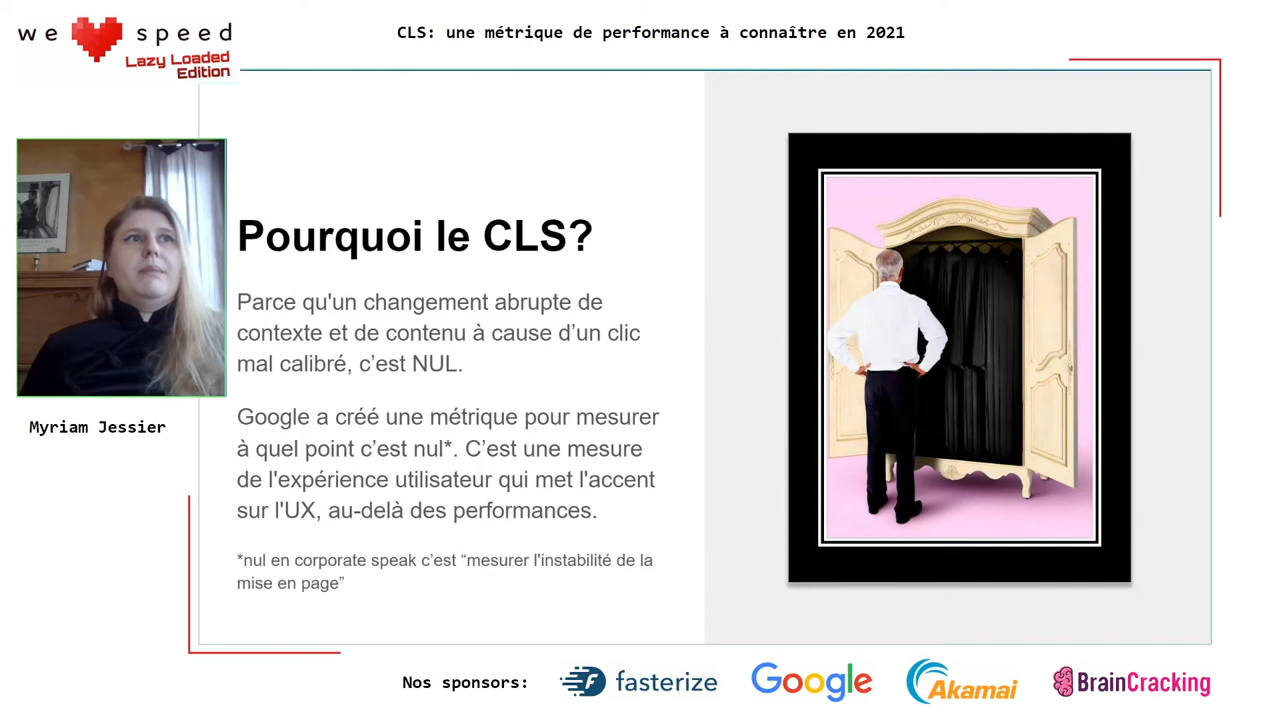 we speed
Lazy Loaded
Edition
CLS: une métrique de performance à connaître en 2021
Pourquoi le CLS?
Parce qu'un changement abrupte de
contexte et de contenu à cause d’un clic
mal calibré, c’est NUL.
Google a créé une métrique pour mesurer
à quel point c’est nul*. C’est une mesure
de l'expérience utilisateur qui met l'accent
sur l'UX, au-delà des performances.
*nul en corporate speak c’est “mesurer l'instabilité de la
mise en page”
Myriam Jessier
Nos sponsors:
fasterize
Google
Akamai
BrainCracking